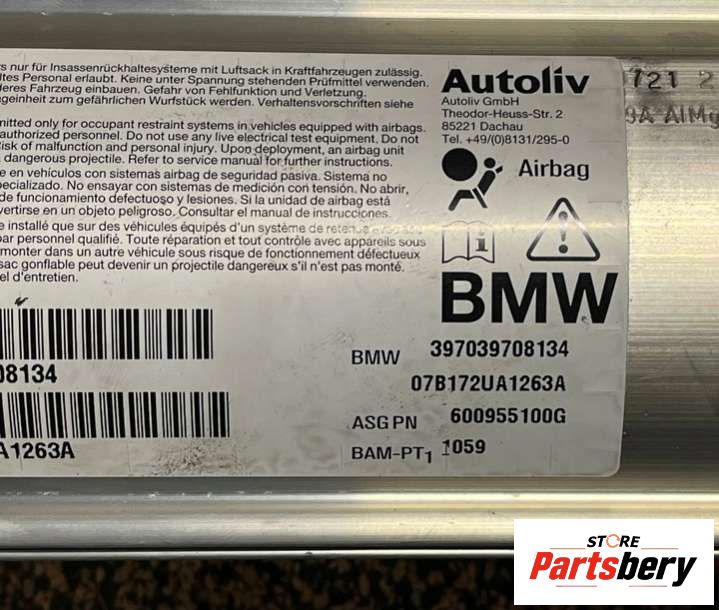 rs nur für Insassenrückhaltesysteme mit Luftsack in Kraftfahrzeugen zulässig.
ltes Personal erlaubt. Keine unter Spannung stehenden Prüfmittel verwenden.
deres Fahrzeug einbauen. Gefahr von Fehlfunktion und Verletzung.
ageinheit zum gefährlichen Wurfstück werden. Verhaltensvorschriften siehe
mitted only for occupant restraint systems in vehicles equipped with airbags.
authorized personnel. Do not use any live electrical test equipment. Do not
Risk of malfunction and personal injury. Upon deployment, an airbag unit
dangerous projectile. Refer to service manual for further instructions.
e en vehículos con sistemas airbag de seguridad pasiva. Sistema no
pecializado. No ensayar con sistemas de medición con tensión. No abrir,
de funcionamiento defectuoso y lesiones. Si la unidad de airbag está
vertirse en un objeto peligroso. Consultar el manual de instrucciones.
e installé que sur des véhicules équipés d'un système de retenue
par personnel qualifié. Toute réparation et tout contrôle avec appareils sous
monter dans un autre véhicule sous risque de fonctionnement défectueux
sac gonflable peut devenir un projectile dangereux s'il n'est pas monté.
el d'entretien.
08134
A1263A
Autoliv
Autoliv GmbH
Theodor-Heuss-Str. 2
85221 Dachau
Tel. +49/(0)8131/295-0
Airbag
BMW
BMW 397039708134
07B172UA1263A
ASG PN 600955100G
BAM-PT1 1059
721 2
9A AlMg
STORE
Partsbery